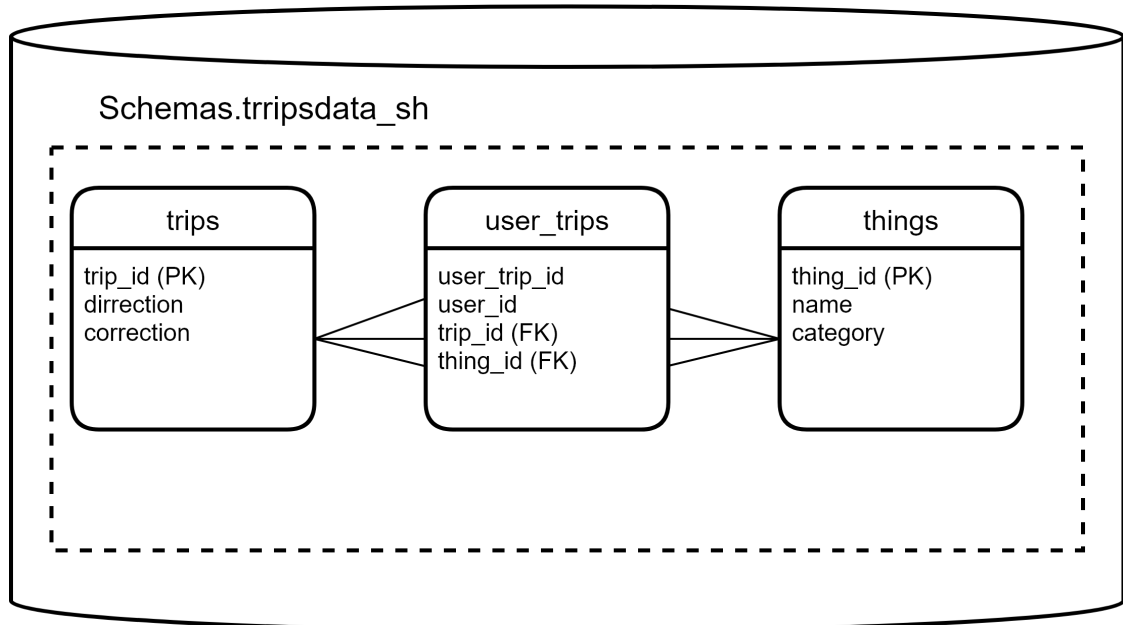 Schemas.trripsdata_sh
trips
trip_id (PK)
dirrection
correction
user_trips
user_trip_id
user_id
trip_id (FK)
thing_id (FK)
things
thing_id (PK)
name
category